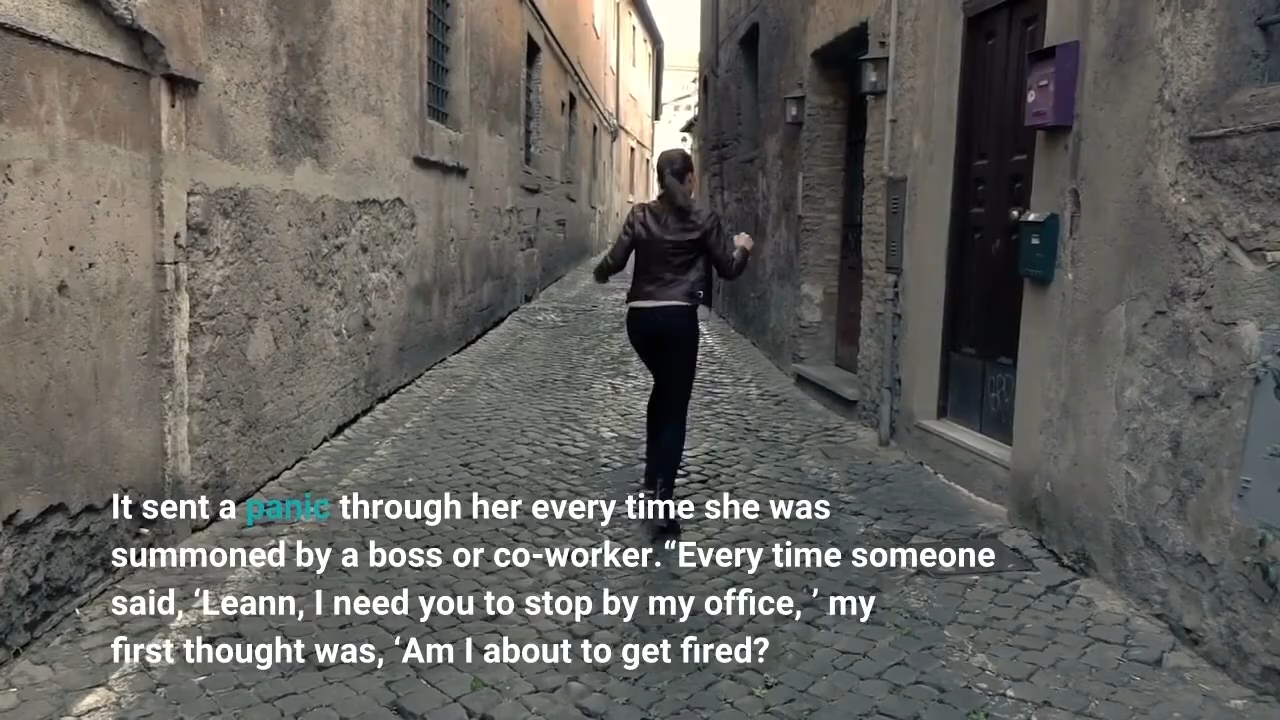 It sent a panic through her every time she was
summoned by a boss or co-worker.“Every time someone
said, ‘Leann, I need you to stop by my office, ’ my
first thought was, ‘Am I about to get fired?